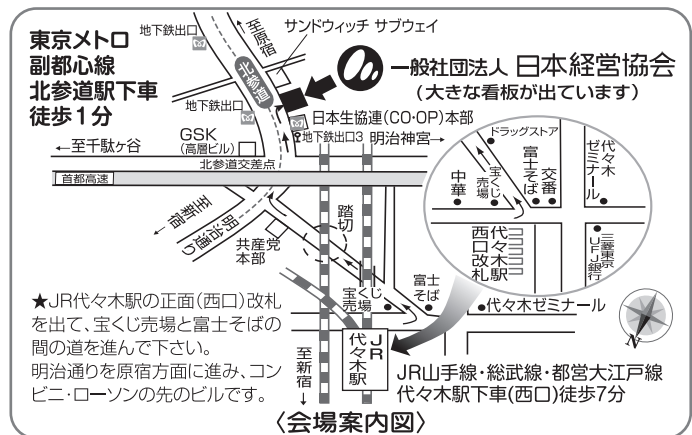 東京メトロ
副都心線
北参道駅下車
徒歩1分
地下鉄出口
至原宿
サンドウィッチ サブウェイ
北参道
一般社団法人 日本経営協会
(大きな看板が出ています)
地下鉄出口
日本生協連(CO・OP)本部
地下鉄出口3
明治神宮→
GSK
(高層ビル)
←至千駄ヶ谷
北参道交差点
首都高速
至新宿
明治通り
共産党
本部
踏切
ドラッグストア
中華
宝くじ
売場
富士そば
交番
代々木
ゼミナール
代々木駅
西口改札
三菱東京
UFJ銀行
宝くじ
売場
富士
そば
代々木ゼミナール
★JR代々木駅の正面(西口)改札
を出て、宝くじ売場と富士そばの
間の道を進んで下さい。
明治通りを原宿方面に進み、コン
ビニ・ローソンの先のビルです。
至新宿
JR
代々木駅
N
JR山手線・総武線・都営大江戸線
代々木駅下車(西口)徒歩7分
〈会場案内図〉